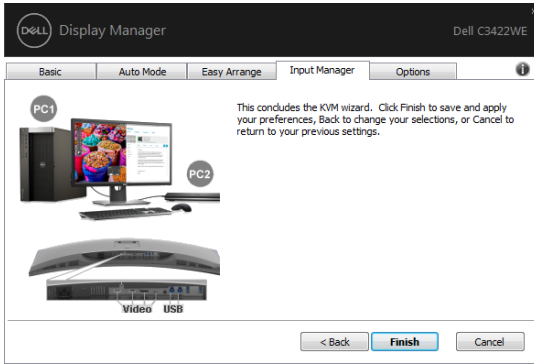 DELL Display Manager
Dell C3422WE
Basic
Auto Mode
Easy Arrange
Input Manager
Options
PC1
This concludes the KVM wizard.  Click Finish to save and apply
your preferences, Back to change your selections, or Cancel to
return to your previous settings.
PC2
Video USB
< Back
Finish
Cancel